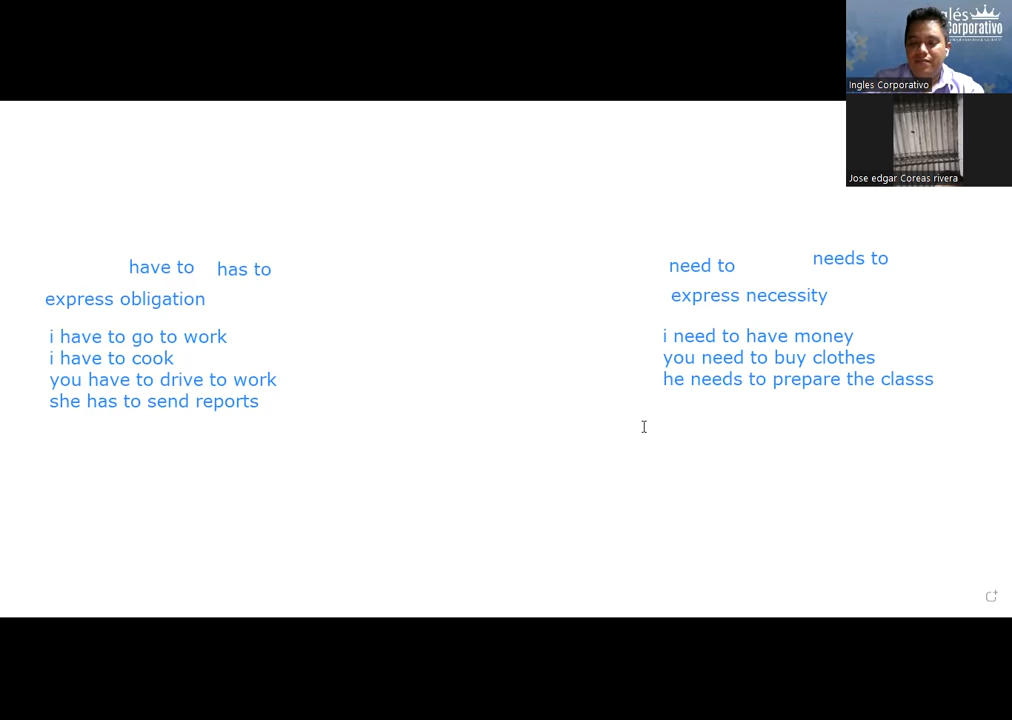 glés
Corporativo
Ingles Corporativo
Jose edgar Coreas rivera
have to has to
express obligation
i have to go to work
i have to cook
you have to drive to work
she has to send reports
need to needs to
express necessity
i need to have money
you need to buy clothes
he needs to prepare the classs